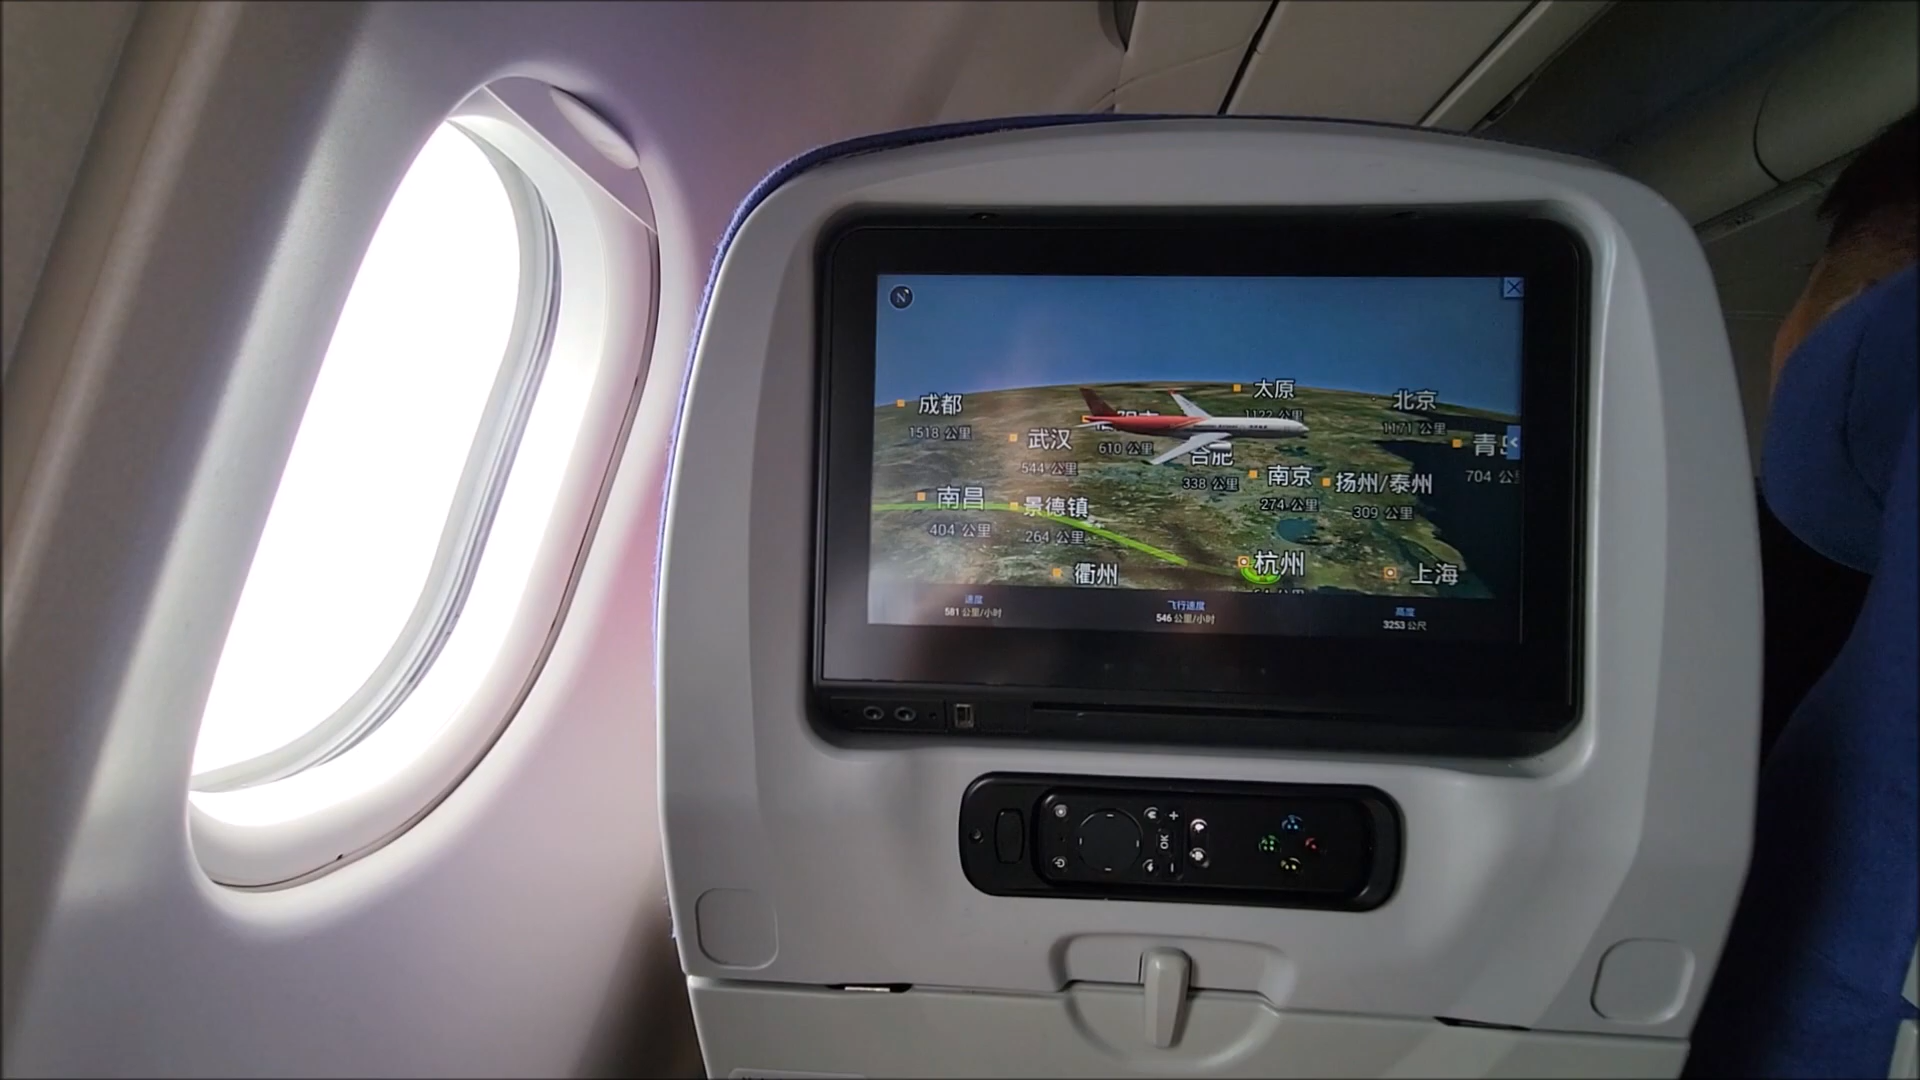 N
太原
1122 公里
北京
1171 公里
成都
1518 公里
武汉
544 公里
610 公里
合肥
338 公里
南京
274 公里
扬州/泰州
309 公里
704
南昌
404 公里
景德镇
264 公里
杭州
衢州
上海
速度
581 公里/小时
飞行速度
546 公里/小时
高度
3253 公尺
OK